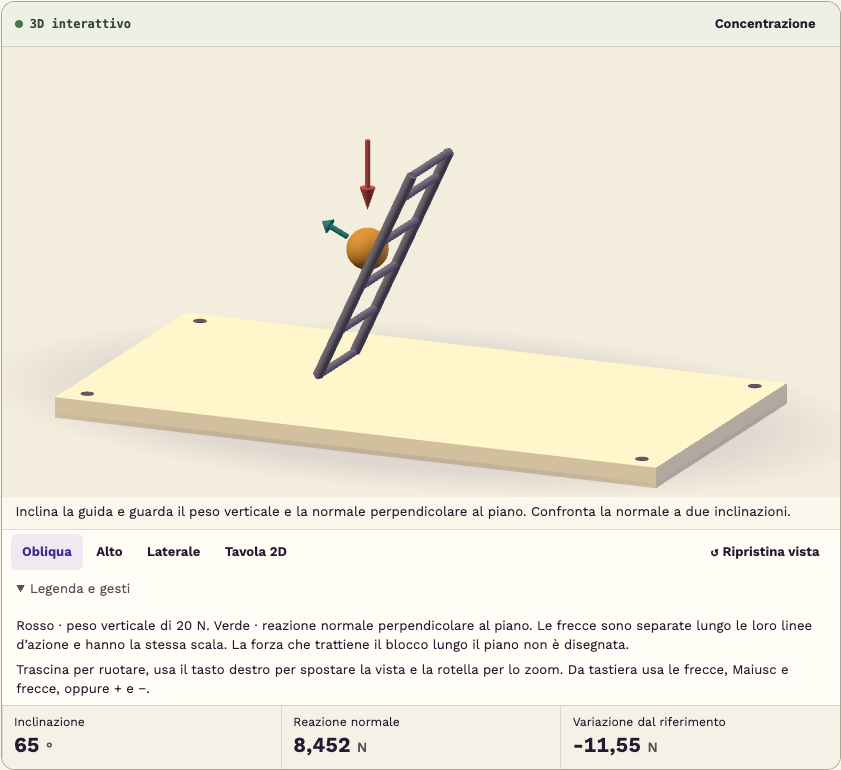 3D interattivo
Concentrazione
Inclina la guida e guarda il peso verticale e la normale perpendicolare al piano. Confronta la normale a due inclinazioni.
Obliqua Alto Laterale Tavola 2D ↺ Ripristina vista
▼ Legenda e gesti
Rosso · peso verticale di 20 N. Verde · reazione normale perpendicolare al piano. Le frecce sono separate lungo le loro linee
d’azione e hanno la stessa scala. La forza che trattiene il blocco lungo il piano non è disegnata.
Trascina per ruotare, usa il tasto destro per spostare la vista e la rotella per lo zoom. Da tastiera usa le frecce, Maiusc e
frecce, oppure + e −.
Inclinazione
65 °
Reazione normale
8,452 N
Variazione dal riferimento
-11,55 N